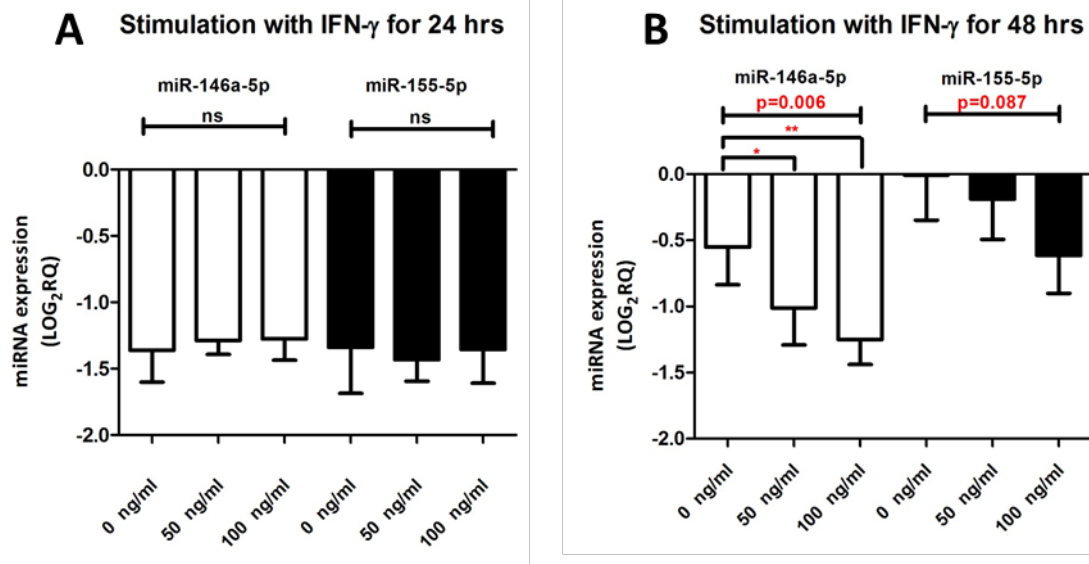 A Stimulation with IFN-γ for 24 hrs
miR-146a-5p miR-155-5p
ns ns
0.0
-0.5
-1.0
-1.5
-2.0
miRNA expression
(LOG₂RQ)
0 ng/ml 50 ng/ml 100 ng/ml 0 ng/ml 50 ng/ml 100 ng/ml
B Stimulation with IFN-γ for 48 hrs
miR-146a-5p miR-155-5p
p=0.006 p=0.087
**
*
0.0
-0.5
-1.0
-1.5
-2.0
miRNA expression
(LOG₂RQ)
0 ng/ml 50 ng/ml 100 ng/ml 0 ng/ml 50 ng/ml 100 ng/ml